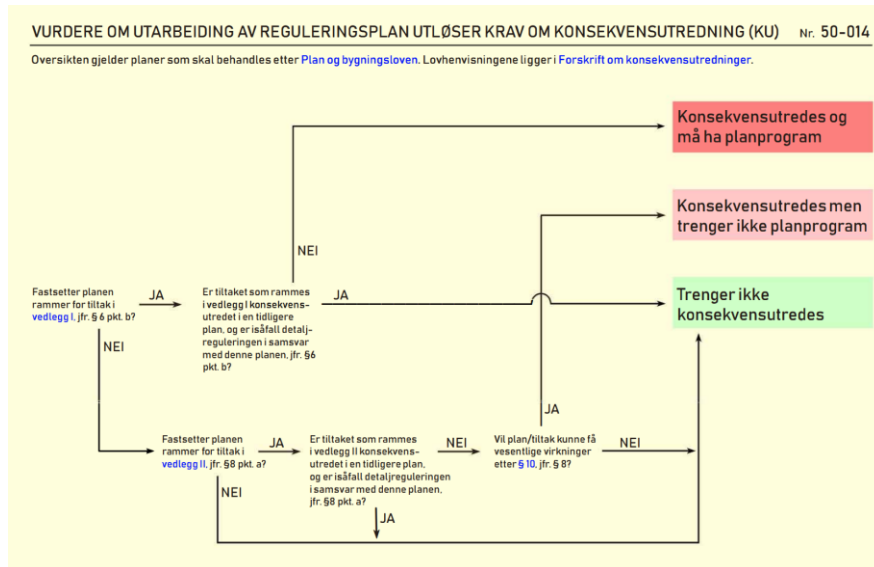 VURDERE OM UTARBEIDING AV REGULERINGSPLAN UTLØSER KRAV OM KONSEKVENSUTREDNING (KU) Nr. 50-014
Oversikten gjelder planer som skal behandles etter Plan og bygningsloven. Lovhenvisningene ligger i Forskrift om konsekvensutredninger.
Konsekvensutredes og
må ha planprogram
Konsekvensutredes men
trenger ikke planprogram
NEI
Fastsetter planen
rammer for tiltak i
vedlegg I, jfr. § 6 pkt. b?
JA
Er tiltaket som rammes
i vedlegg I konsekvens-
utredet i en tidligere
plan, og er isåfall detalj-
reguleringen i samsvar
med denne planen, jfr. §6
pkt. b?
JA
Trenger ikke
konsekvensutredes
NEI
JA
Fastsetter planen
rammer for tiltak i
vedlegg II, jfr. §8 pkt. a?
JA
Er tiltaket som rammes
i vedlegg II konsekvens-
utredet i en tidligere plan,
og er isåfall detaljreguleringen
i samsvar med denne planen,
jfr. §8 pkt. a?
NEI
Vil plan/tiltak kunne få
vesentlige virkninger
etter § 10, jfr. § 8?
NEI
NEI
JA